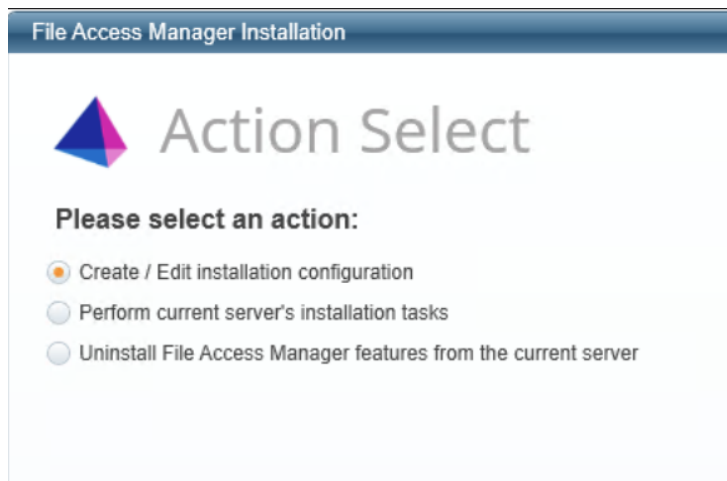 File Access Manager Installation
Action Select
Please select an action:
Create / Edit installation configuration
Perform current server's installation tasks
Uninstall File Access Manager features from the current server